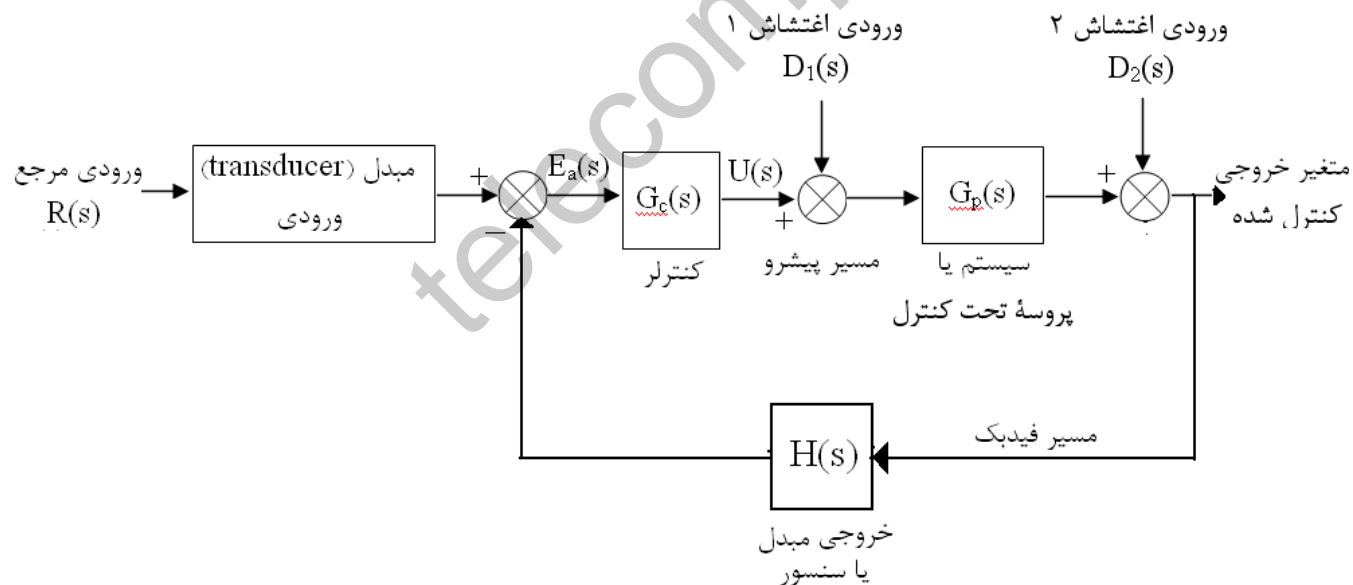 ورودی اغتشاش ۱
D₁(s)
ورودی اغتشاش ۲
D₂(s)
ورودی مرجع
R(s)
مبدل (transducer)
ورودی
+
−
Eₐ(s)
G꜀(s)
کنترلر
U(s)
+
مسیر پیشرو
Gₚ(s)
سیستم یا
پروسهٔ تحت کنترل
+
متغیر خروجی
کنترل شده
مسیر فیدبک
H(s)
خروجی مبدل
یا سنسور
telecom